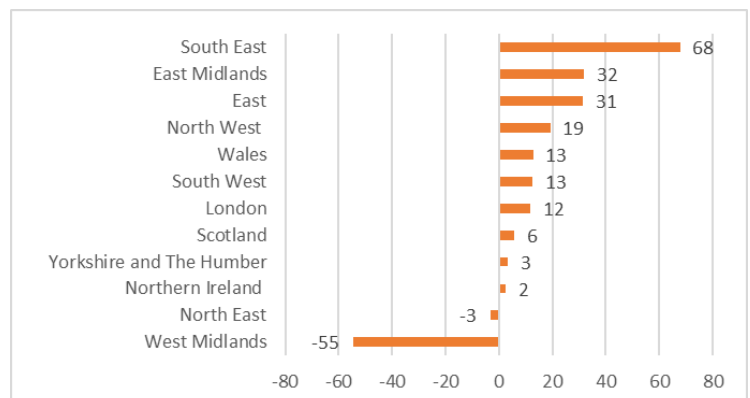 South East 68
East Midlands 32
East 31
North West 19
Wales 13
South West 13
London 12
Scotland 6
Yorkshire and The Humber 3
Northern Ireland 2
North East -3
West Midlands -55
-80 -60 -40 -20 0 20 40 60 80